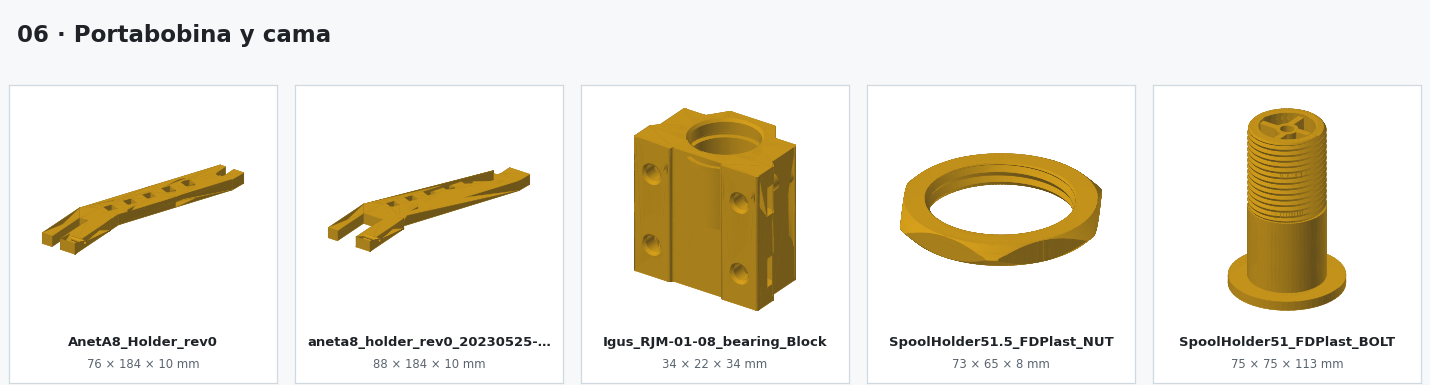 06 · Portabobina y cama
AnetA8_Holder_rev0
76 × 184 × 10 mm
aneta8_holder_rev0_20230525-...
88 × 184 × 10 mm
Igus_RJM-01-08_bearing_Block
34 × 22 × 34 mm
SpoolHolder51.5_FDPlast_NUT
73 × 65 × 8 mm
SpoolHolder51_FDPlast_BOLT
75 × 75 × 113 mm